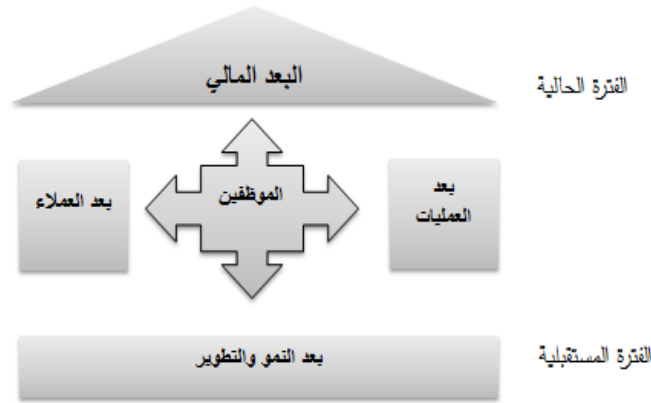 البعد المالي
الفترة الحالية
بعد
العمليات
الموظفين
بعد العملاء
بعد النمو والتطوير
الفترة المستقبلية